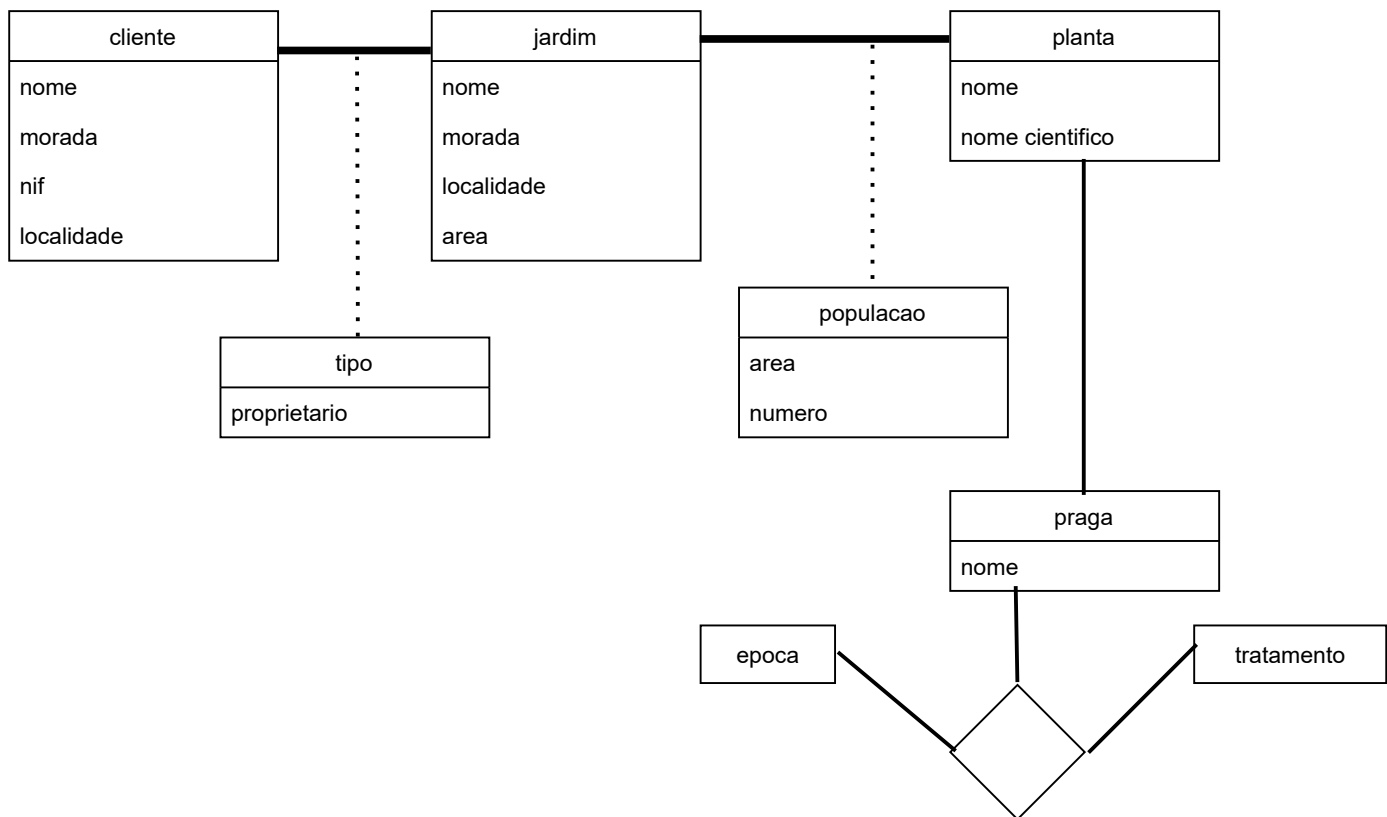 cliente
nome
morada
nif
localidade
jardim
nome
morada
localidade
area
planta
nome
nome cientifico
tipo
proprietario
populacao
area
numero
praga
nome
epoca
tratamento